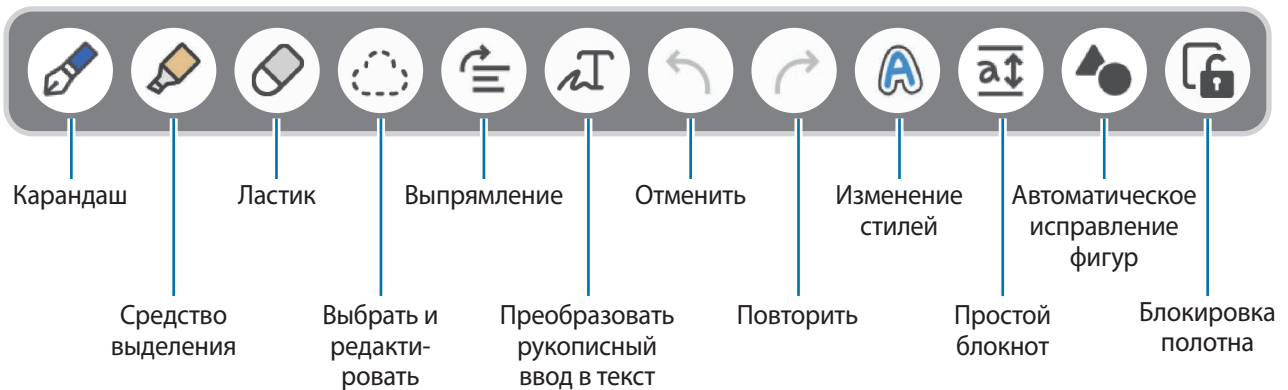 Карандаш
Ластик
Выпрямление
Отменить
Изменение
стилей
Автоматическое
исправление
фигур
Средство
выделения
Выбрать и
редакти-
ровать
Преобразовать
рукописный
ввод в текст
Повторить
Простой
блокнот
Блокировка
полотна